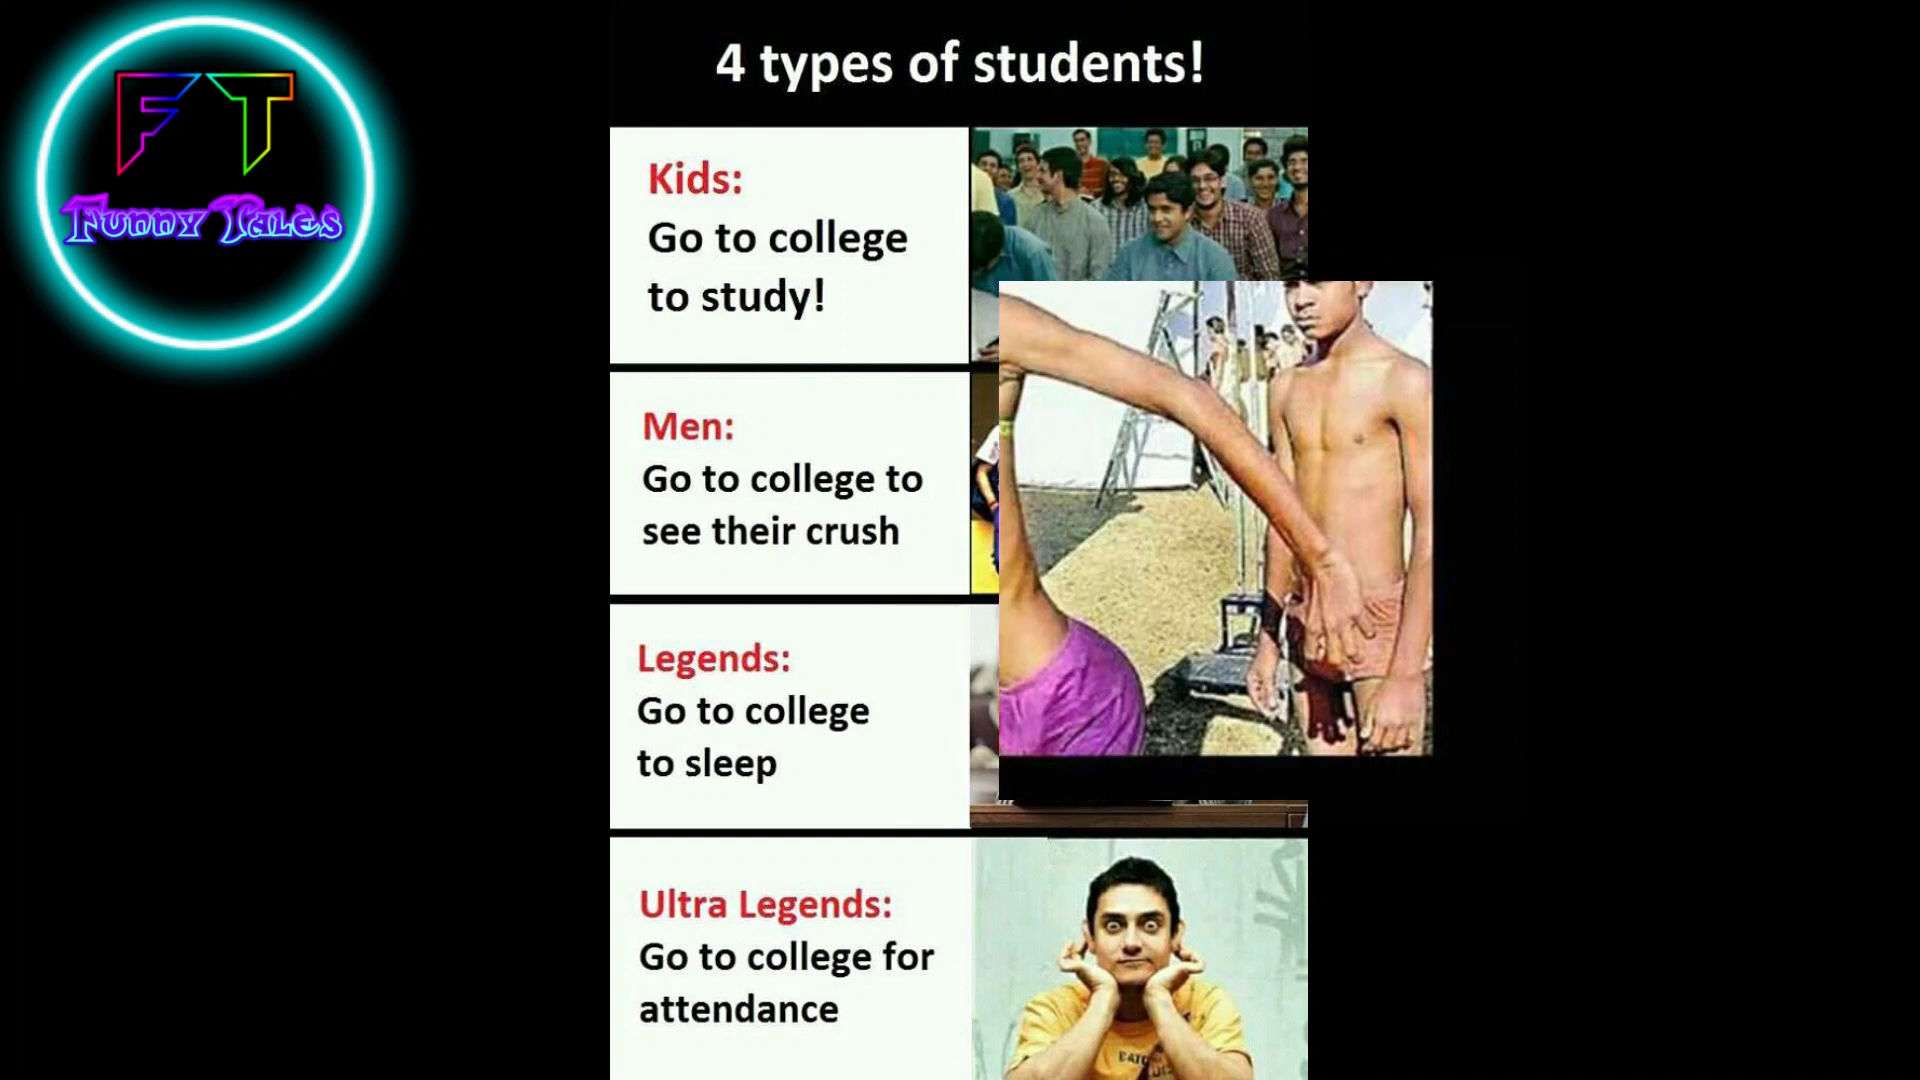 FT
Funny Tales
4 types of students!
Kids:
Go to college
to study!
Men:
Go to college to
see their crush
Legends:
Go to college
to sleep
Ultra Legends:
Go to college for
attendance